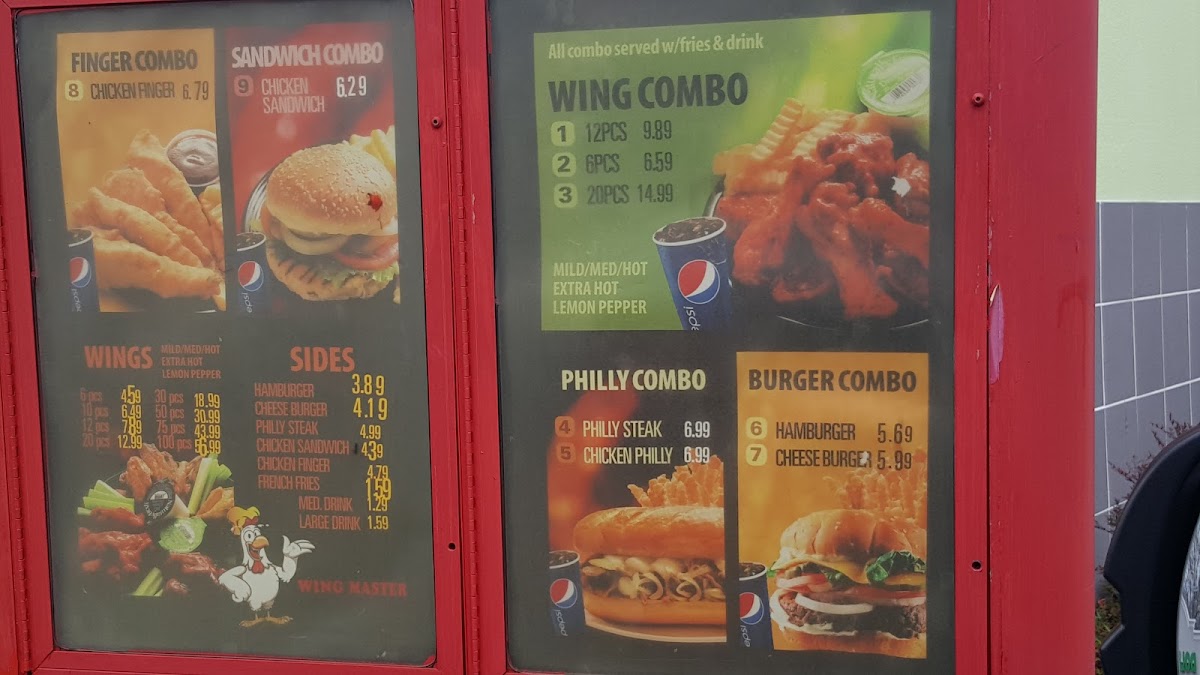 FINGER COMBO
8 CHICKEN FINGER 6.79
SANDWICH COMBO
9 CHICKEN 6.29
SANDWICH
WINGS
MILD/MED/HOT
EXTRA HOT
LEMON PEPPER
6 pcs 4.59 30 pcs 18.99
10 pcs 6.49 50 pcs 30.99
12 pcs 7.89 75 pcs 43.99
20 pcs 12.99 100 pcs 56.99
SIDES
HAMBURGER 3.89
CHEESE BURGER 4.19
PHILLY STEAK 4.99
CHICKEN SANDWICH 4.39
CHICKEN FINGER 4.79
FRENCH FRIES 1.59
MED. DRINK 1.29
LARGE DRINK 1.59
WING MASTER
All combo served w/fries & drink
WING COMBO
1 12PCS 9.89
2 6PCS 6.59
3 20PCS 14.99
MILD/MED/HOT
EXTRA HOT
LEMON PEPPER
pepsi
PHILLY COMBO
4 PHILLY STEAK 6.99
5 CHICKEN PHILLY 6.99
pepsi
BURGER COMBO
6 HAMBURGER 5.69
7 CHEESE BURGER 5.99